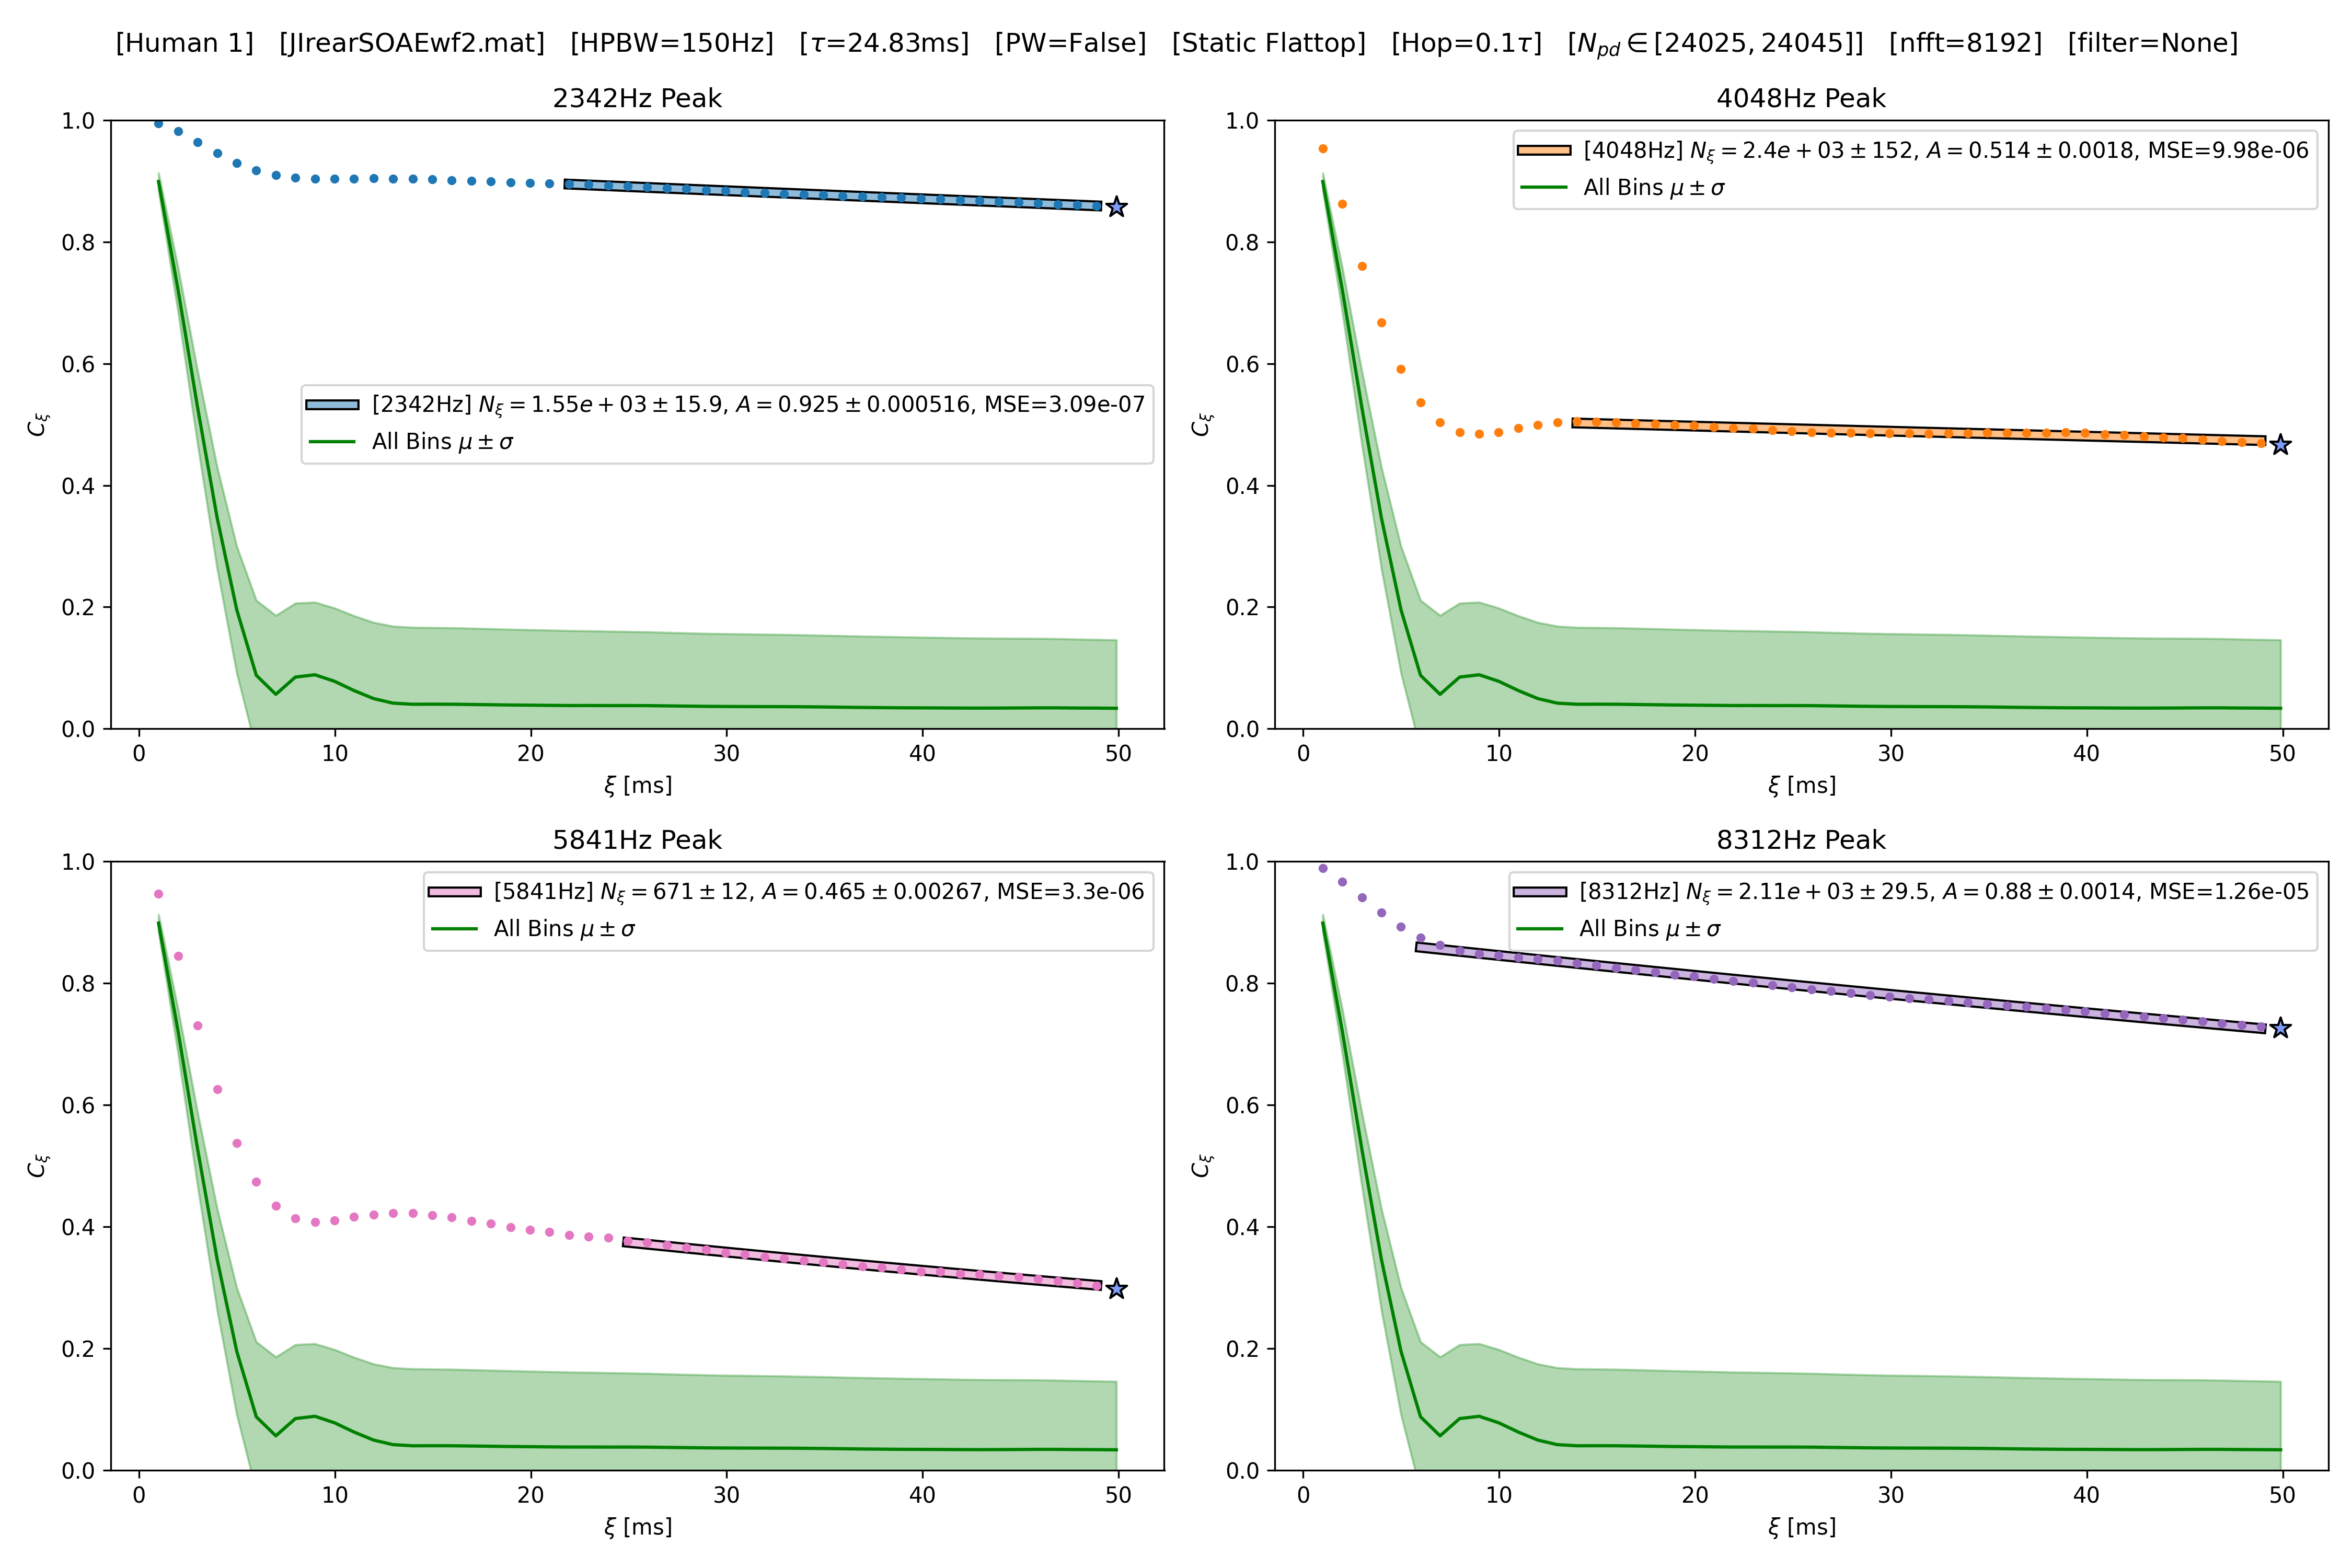 [Human 1] [JIrearSOAEwf2.mat] [HPBW=150Hz] [τ=24.83ms] [PW=False] [Static Flattop] [Hop=0.1τ] [N_pd ∈ [24025, 24045]] [nfft=8192] [filter=None]
2342Hz Peak
1.0
0.8
0.6
0.4
0.2
0.0
C_ξ
[2342Hz] N_ξ = 1.55e + 03 ± 15.9, A = 0.925 ± 0.000516, MSE=3.09e-07
All Bins μ ± σ
0 10 20 30 40 50
ξ [ms]
4048Hz Peak
1.0
0.8
0.6
0.4
0.2
0.0
C_ξ
[4048Hz] N_ξ = 2.4e + 03 ± 152, A = 0.514 ± 0.0018, MSE=9.98e-06
All Bins μ ± σ
0 10 20 30 40 50
ξ [ms]
5841Hz Peak
1.0
0.8
0.6
0.4
0.2
0.0
C_ξ
[5841Hz] N_ξ = 671 ± 12, A = 0.465 ± 0.00267, MSE=3.3e-06
All Bins μ ± σ
0 10 20 30 40 50
ξ [ms]
8312Hz Peak
1.0
0.8
0.6
0.4
0.2
0.0
C_ξ
[8312Hz] N_ξ = 2.11e + 03 ± 29.5, A = 0.88 ± 0.0014, MSE=1.26e-05
All Bins μ ± σ
0 10 20 30 40 50
ξ [ms]